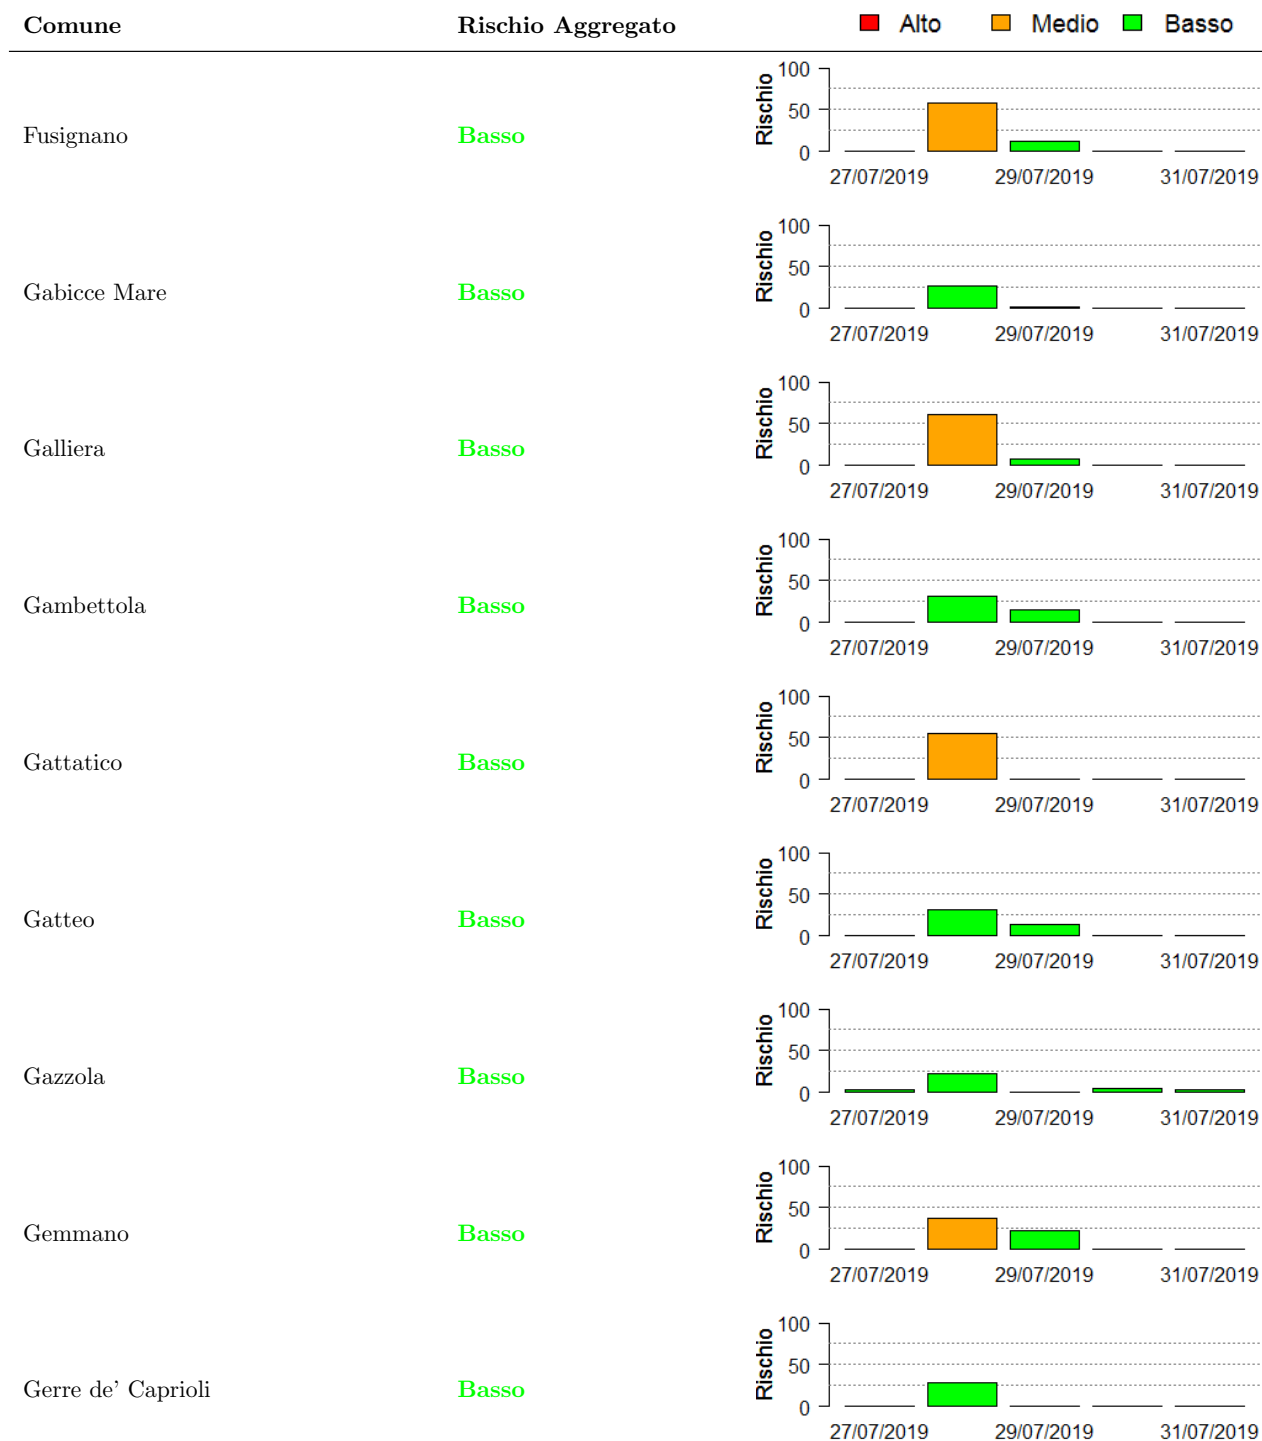 Comune Rischio Aggregato Alto Medio Basso
Fusignano Basso Rischio 100 50 0
27/07/2019 29/07/2019 31/07/2019
Gabicce Mare Basso Rischio 100 50 0
27/07/2019 29/07/2019 31/07/2019
Galliera Basso Rischio 100 50 0
27/07/2019 29/07/2019 31/07/2019
Gambettola Basso Rischio 100 50 0
27/07/2019 29/07/2019 31/07/2019
Gattatico Basso Rischio 100 50 0
27/07/2019 29/07/2019 31/07/2019
Gatteo Basso Rischio 100 50 0
27/07/2019 29/07/2019 31/07/2019
Gazzola Basso Rischio 100 50 0
27/07/2019 29/07/2019 31/07/2019
Gemmano Basso Rischio 100 50 0
27/07/2019 29/07/2019 31/07/2019
Gerre de' Caprioli Basso Rischio 100 50 0
27/07/2019 29/07/2019 31/07/2019